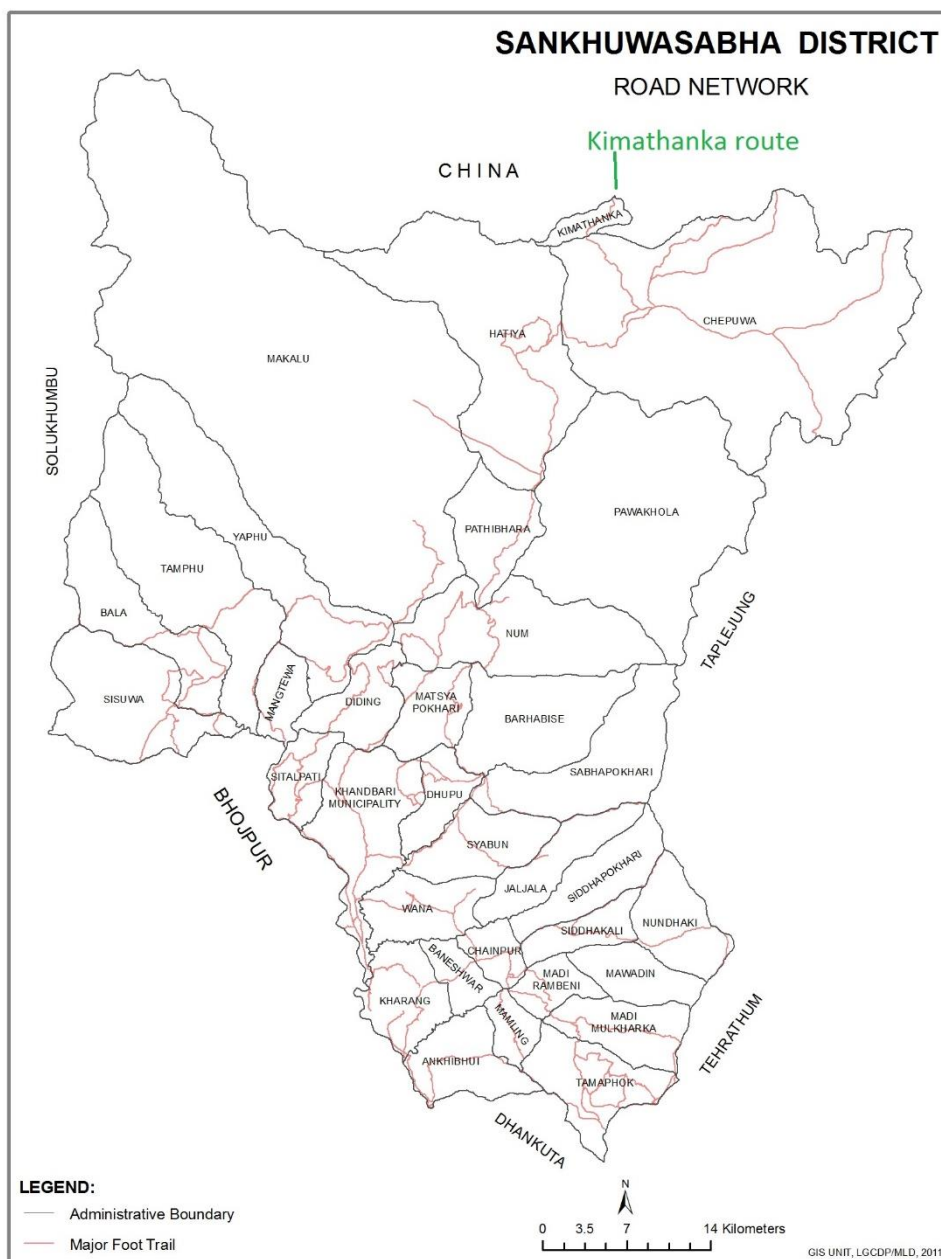 SANKHUWASABHA DISTRICT
ROAD NETWORK
Kimathanka route
CHINA
KIMATHANKA
HATIYA
CHEPUWA
MAKALU
SOLUKHUMBU
PATHIBHARA
PAWAKHOLA
YAPHU
TAMPHU
BALA
TAPLEJUNG
NUM
SISUWA
MANGTEWA
DIDING
MATSYA
POKHARI
BARHABISE
SABHAPOKHARI
SITALPATI
KHANDBARI
MUNICIPALITY
DHUPU
BHOJPUR
SYABUN
JALJALA
SIDDHAPOKHARI
WANA
SIDDHAKALI
NUNDHAKI
CHAINPUR
BANESHWAR
MADI
RAMBENI
MAWADIN
KHARANG
MAMLING
MADI
MULKHARKA
TEHRATHUM
ANKHIBHUI
TAMAPHOK
DHANKUTA
LEGEND:
Administrative Boundary
Major Foot Trail
N
0 3.5 7 14 Kilometers
GIS UNIT, LGCDP/MLD, 2011